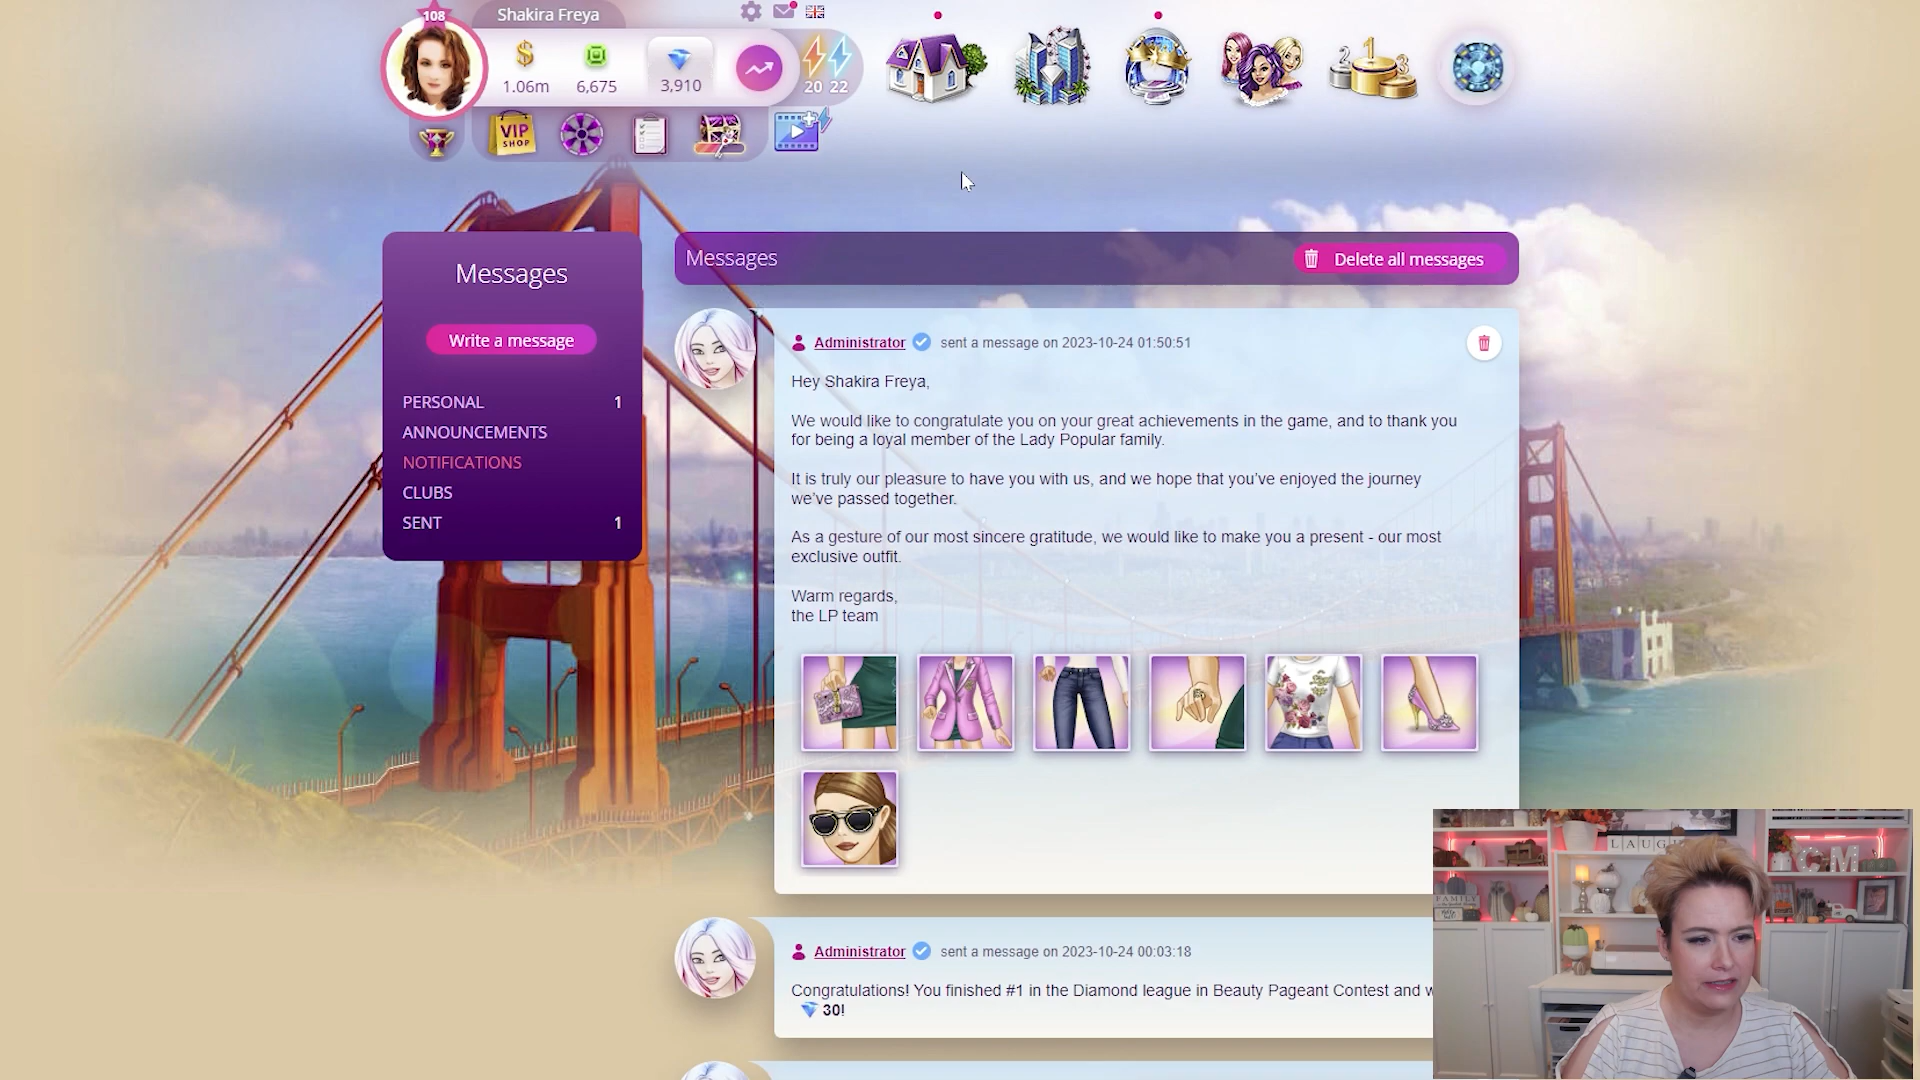 108
Shakira Freya
1.06m
6,675
3,910
20 22
2 1 3
VIP
SHOP
Messages
Write a message
PERSONAL 1
ANNOUNCEMENTS
NOTIFICATIONS
CLUBS
SENT 1
Messages
Delete all messages
Administrator sent a message on 2023-10-24 01:50:51
Hey Shakira Freya,
We would like to congratulate you on your great achievements in the game, and to thank you
for being a loyal member of the Lady Popular family.
It is truly our pleasure to have you with us, and we hope that you've enjoyed the journey
we've passed together.
As a gesture of our most sincere gratitude, we would like to make you a present - our most
exclusive outfit.
Warm regards,
the LP team
Administrator sent a message on 2023-10-24 00:03:18
Congratulations! You finished #1 in the Diamond league in Beauty Pageant Contest and w
30!
LAUG
CM
FAMILY